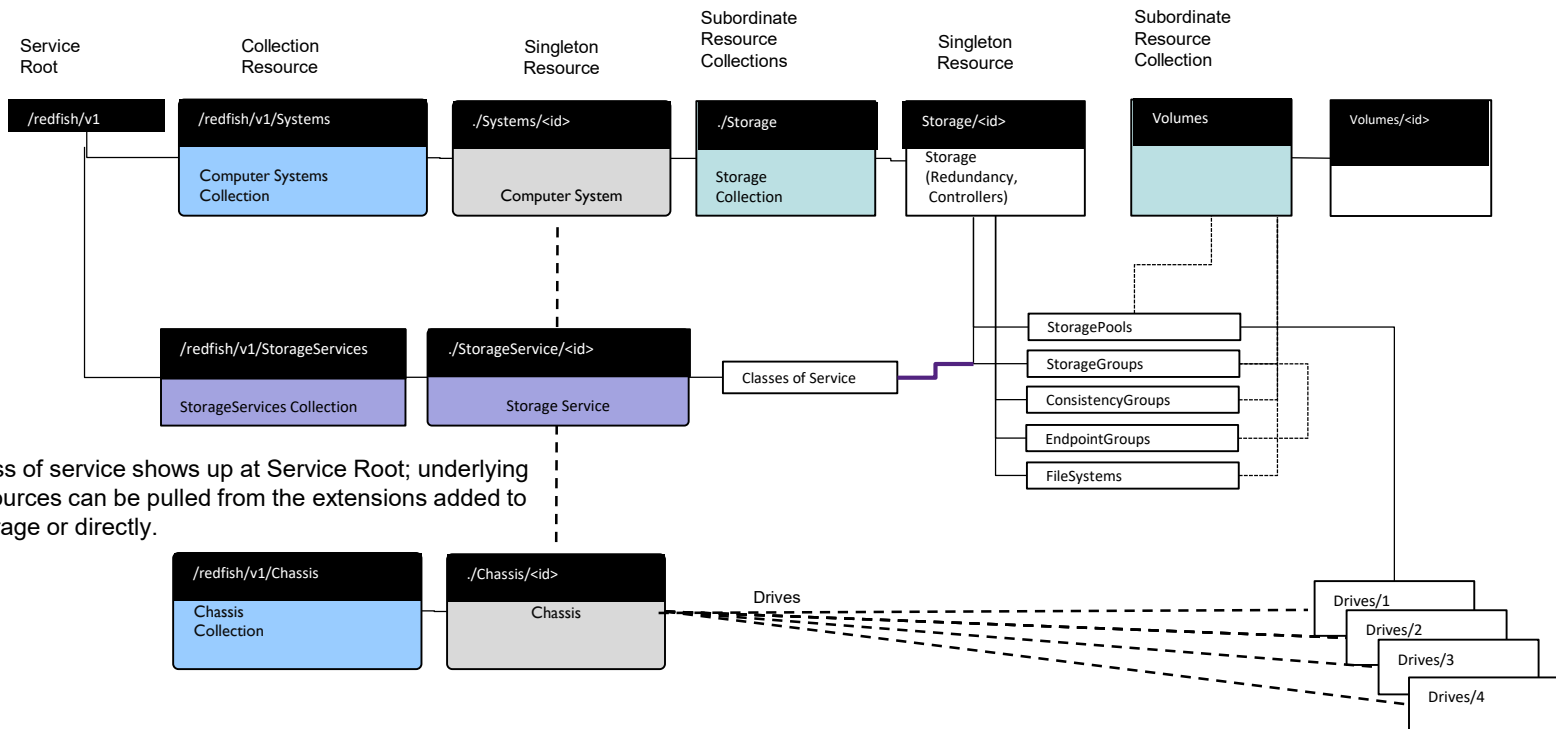 Service
Root
Collection
Resource
Singleton
Resource
Subordinate
Resource
Collections
Singleton
Resource
Subordinate
Resource
Collection
/redfish/v1
/redfish/v1/Systems
Computer Systems
Collection
./Systems/<id>
Computer System
./Storage
Storage
Collection
Storage/<id>
Storage
(Redundancy,
Controllers)
Volumes
Volumes/<id>
/redfish/v1/StorageServices
StorageServices Collection
./StorageService/<id>
Storage Service
Classes of Service
StoragePools
StorageGroups
ConsistencyGroups
EndpointGroups
FileSystems
of service shows up at Service Root; underlying
can be pulled from the extensions added to
or directly.
/redfish/v1/Chassis
Chassis
Collection
./Chassis/<id>
Chassis
Drives
Drives/1
Drives/2
Drives/3
Drives/4